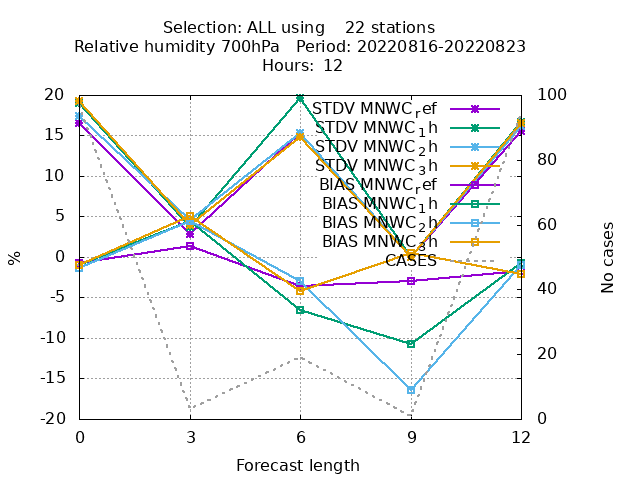 Selection: ALL using    22 stations
Relative humidity 700hPa   Period: 20220816-20220823
Hours: 12
STDV MNWC_ref
STDV MNWC_1h
STDV MNWC_2h
STDV MNWC_3h
BIAS MNWC_ref
BIAS MNWC_1h
BIAS MNWC_2h
BIAS MNWC_3h
CASES
20
15
10
5
0
-5
-10
-15
-20
%
100
80
60
40
20
0
No cases
0 3 6 9 12
Forecast length